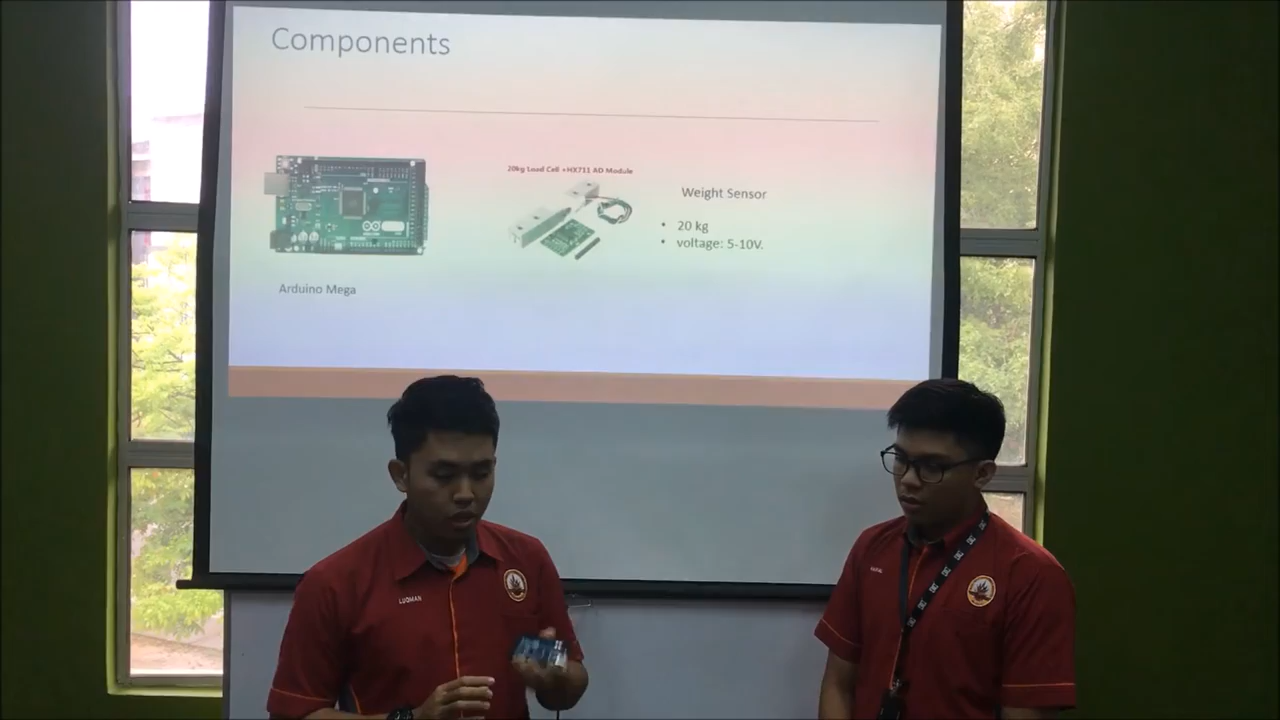 Components
20kg Load Cell +HX711 AD Module
Weight Sensor
• 20 kg
• voltage: 5-10V.
Arduino Mega
LUQMAN